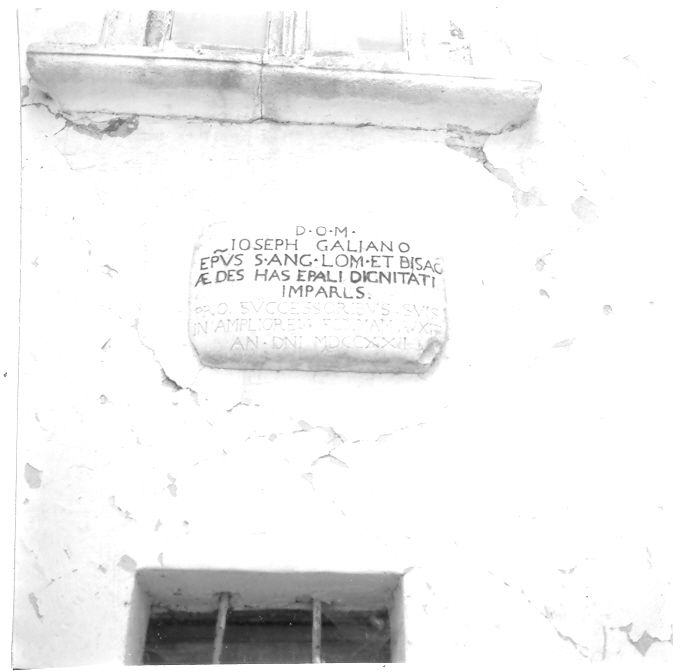 D·O·M·
IOSEPH GALIANO
EPVS S·ANG·LOM·ET BISAC
ÆDES HAS EPALI DIGNITATI
IMPARES.
PRO SVCCESSORIBVS SVIS
IN AMPLIOREM
AN·DNI MDCCXXII